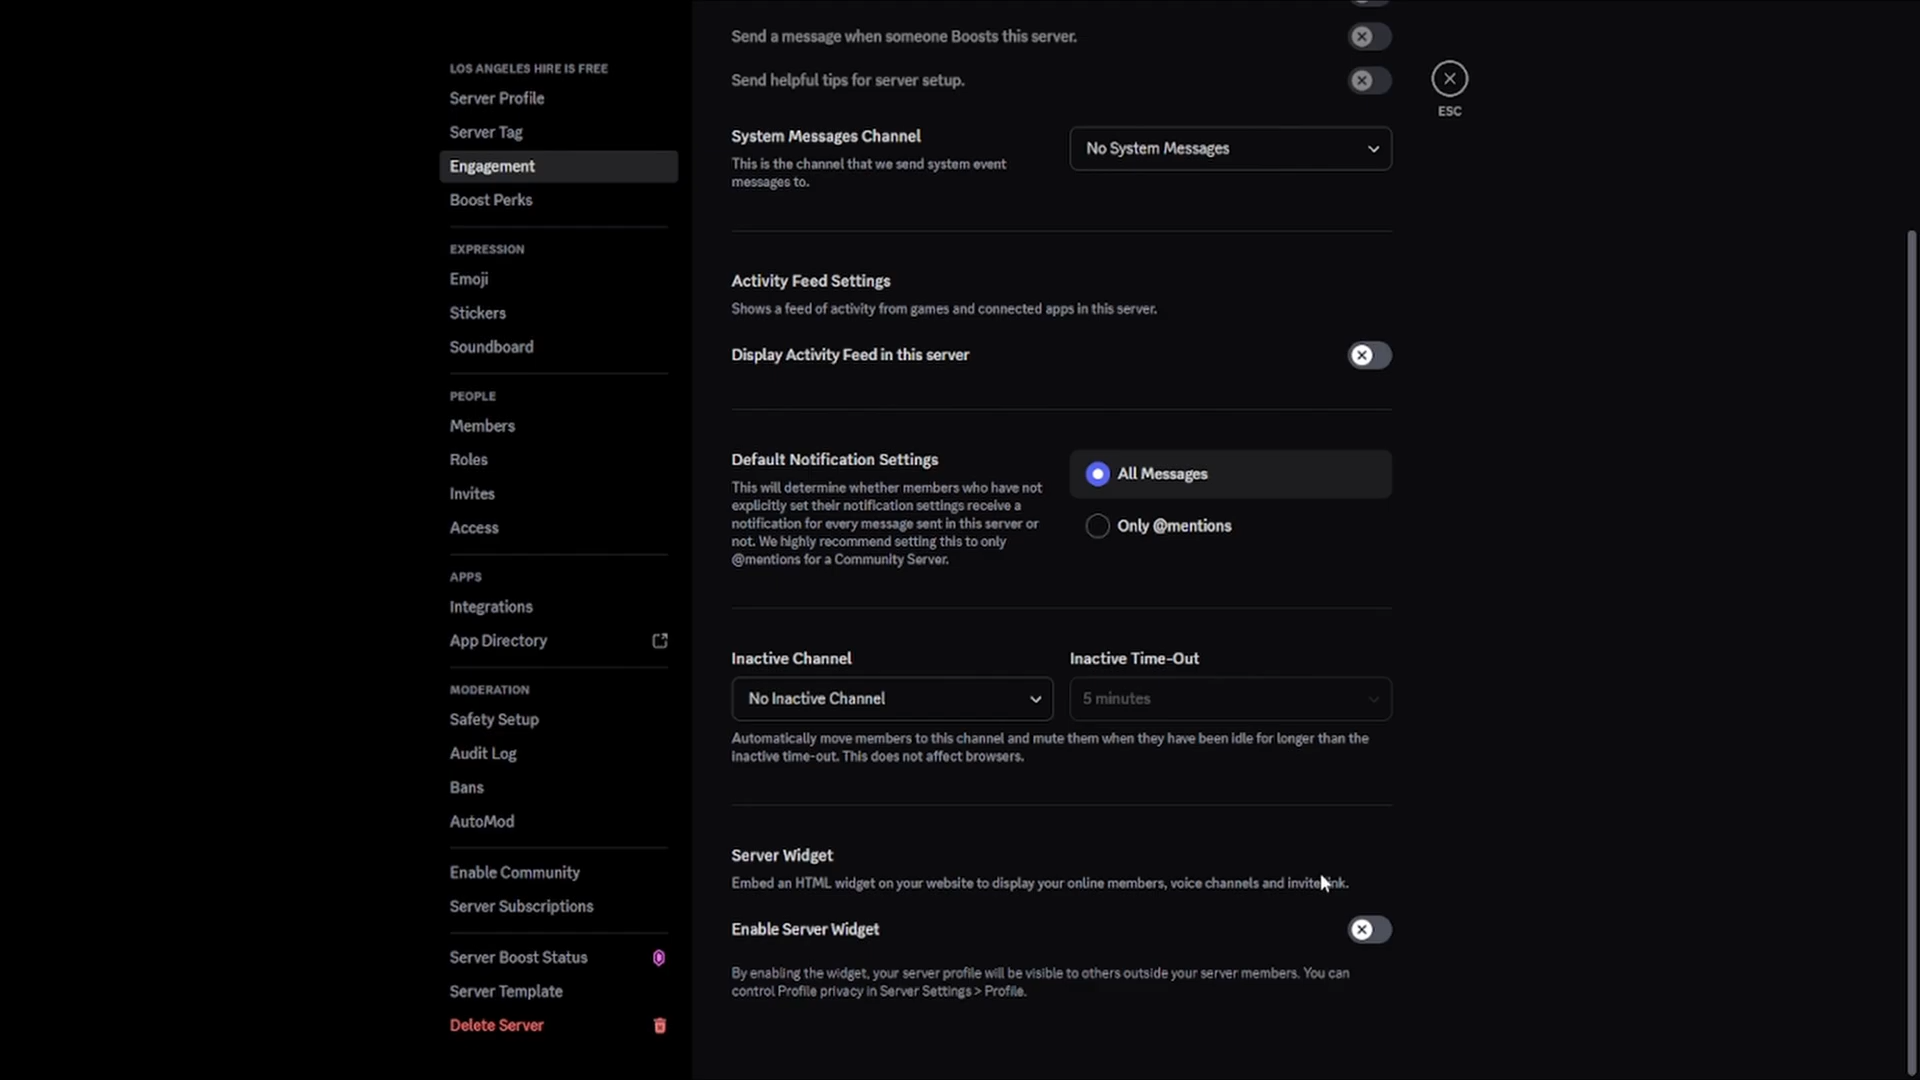 LOS ANGELES HIRE IS FREE
Server Profile
Server Tag
Engagement
Boost Perks
EXPRESSION
Emoji
Stickers
Soundboard
PEOPLE
Members
Roles
Invites
Access
APPS
Integrations
App Directory
MODERATION
Safety Setup
Audit Log
Bans
AutoMod
Enable Community
Server Subscriptions
Server Boost Status
Server Template
Delete Server
Send a message when someone Boosts this server.
Send helpful tips for server setup.
ESC
System Messages Channel
No System Messages
This is the channel that we send system event
messages to.
Activity Feed Settings
Shows a feed of activity from games and connected apps in this server.
Display Activity Feed in this server
Default Notification Settings
This will determine whether members who have not
explicitly set their notification settings receive a
notification for every message sent in this server or
not. We highly recommend setting this to only
@mentions for a Community Server.
All Messages
Only @mentions
Inactive Channel
Inactive Time-Out
No Inactive Channel
5 minutes
Automatically move members to this channel and mute them when they have been idle for longer than the
inactive time-out. This does not affect browsers.
Server Widget
Embed an HTML widget on your website to display your online members, voice channels and invite link.
Enable Server Widget
By enabling the widget, your server profile will be visible to others outside your server members. You can
control Profile privacy in Server Settings > Profile.